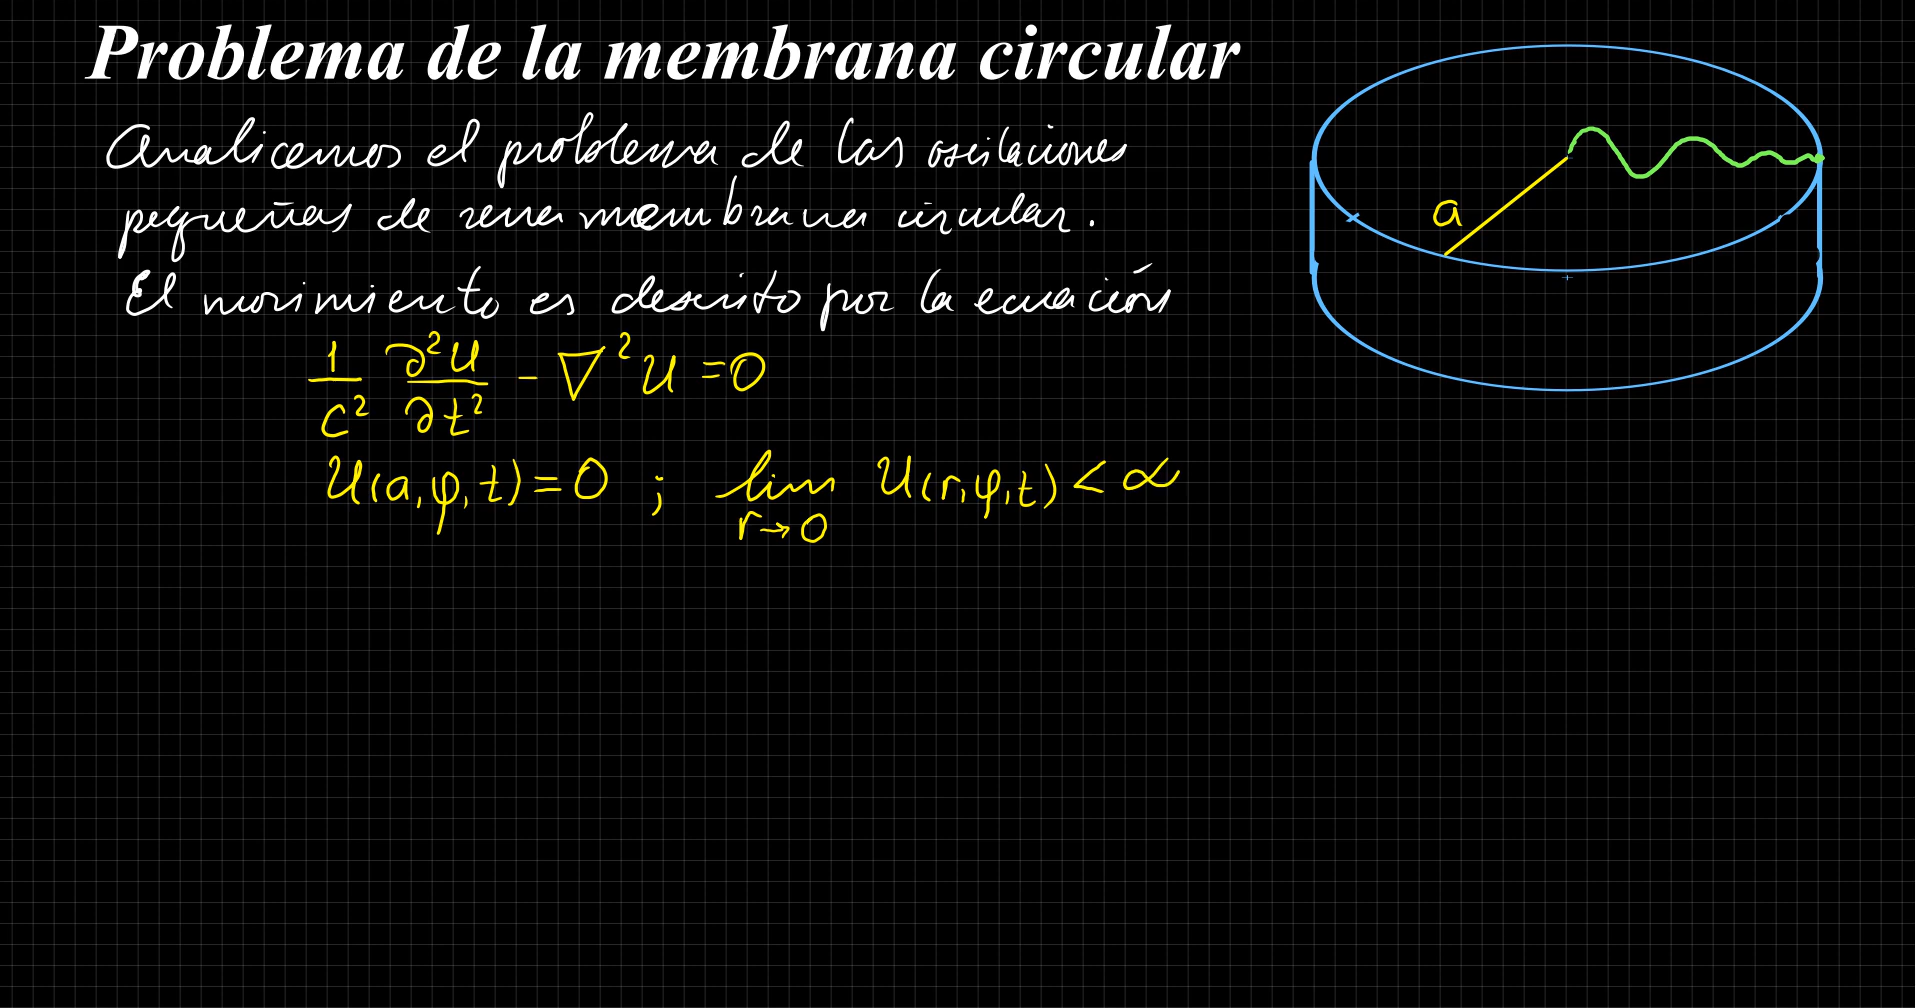 Problema de la membrana circular
Analicemos el problema de las oscilaciones
pequeñas de una membrana circular.
El movimiento es descrito por la ecuación
1/c² ∂²u/∂t² - ∇²u = 0
u(a,φ,t) = 0 ; lim r→0 u(r,φ,t) < ∝
a